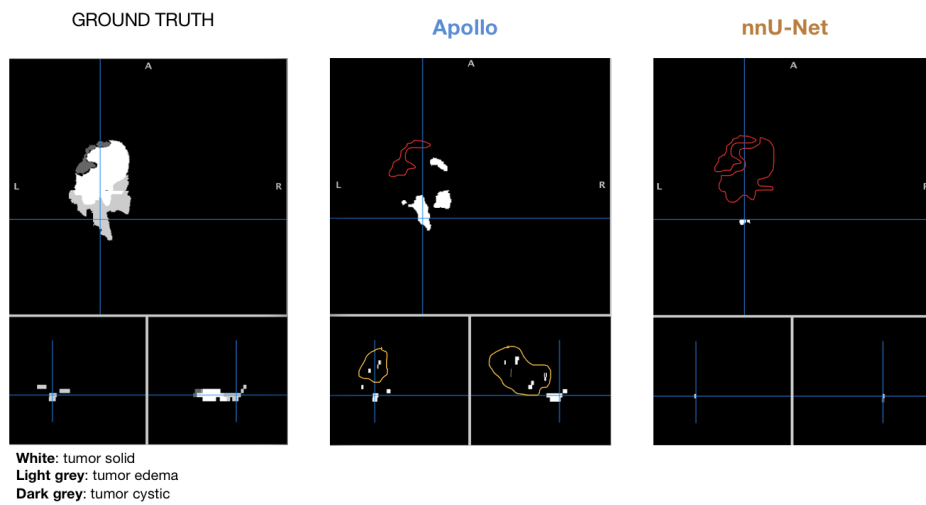 GROUND TRUTH
Apollo
nnU-Net
A
A
A
L
R
L
R
L
White: tumor solid
Light grey: tumor edema
Dark grey: tumor cystic